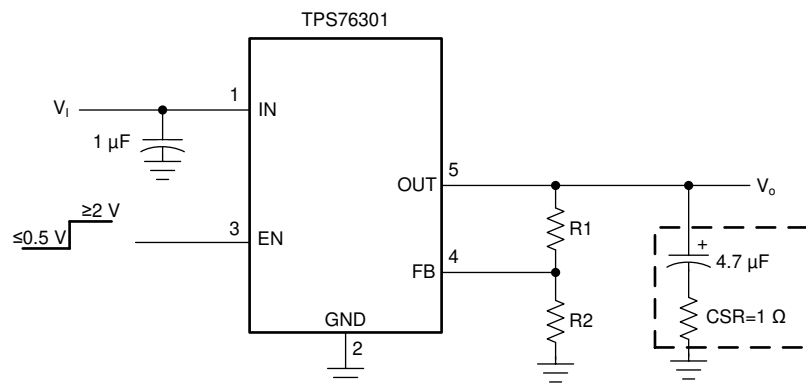 TPS76301
1
V_I
IN
1 µF
5
OUT
V_o
≥2 V
≤0.5 V
3
EN
R1
+
4.7 µF
4
FB
GND
R2
CSR=1 Ω
2